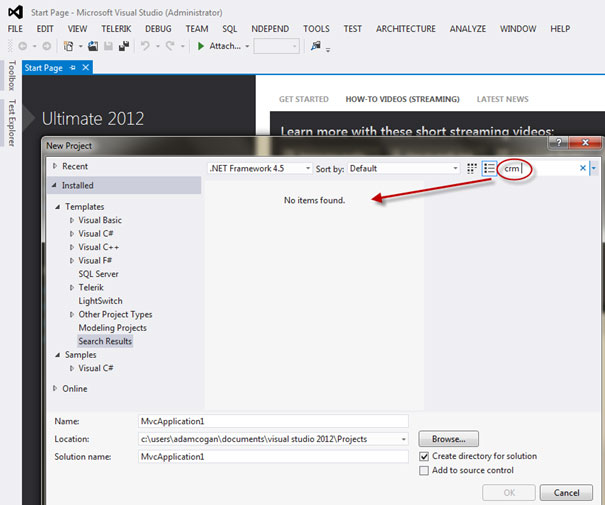 Start Page - Microsoft Visual Studio (Administrator)
FILE EDIT VIEW TELERIK DEBUG TEAM SQL NDEPEND TOOLS TEST ARCHITECTURE ANALYZE WINDOW HELP
Attach...
Toolbox
Test Explorer
Start Page
Ultimate 2012
GET STARTED HOW-TO VIDEOS (STREAMING) LATEST NEWS
Learn more with these short streaming videos:
New Project
Recent
.NET Framework 4.5 Sort by: Default crm
Installed
No items found.
Templates
Visual Basic
Visual C#
Visual C++
Visual F#
SQL Server
Telerik
LightSwitch
Other Project Types
Modeling Projects
Search Results
Samples
Visual C#
Online
Name: MvcApplication1
Location: c:\users\adamcogan\documents\visual studio 2012\Projects Browse...
Solution name: MvcApplication1 Create directory for solution
Add to source control
OK Cancel